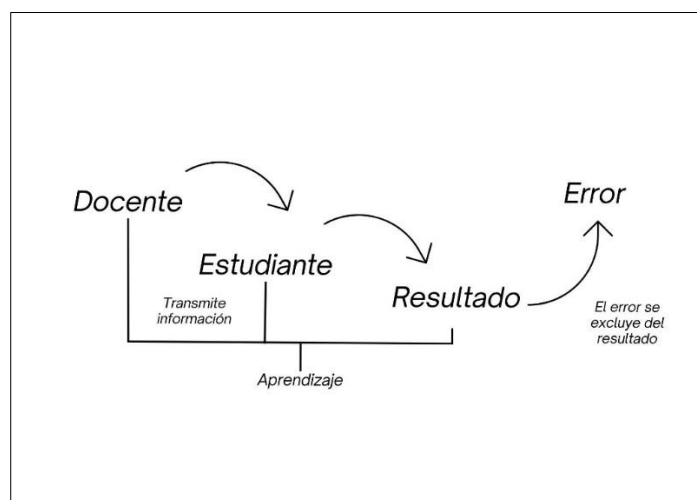 Docente
Error
Estudiante
Resultado
Transmite
información
El error se
excluye del
resultado
Aprendizaje